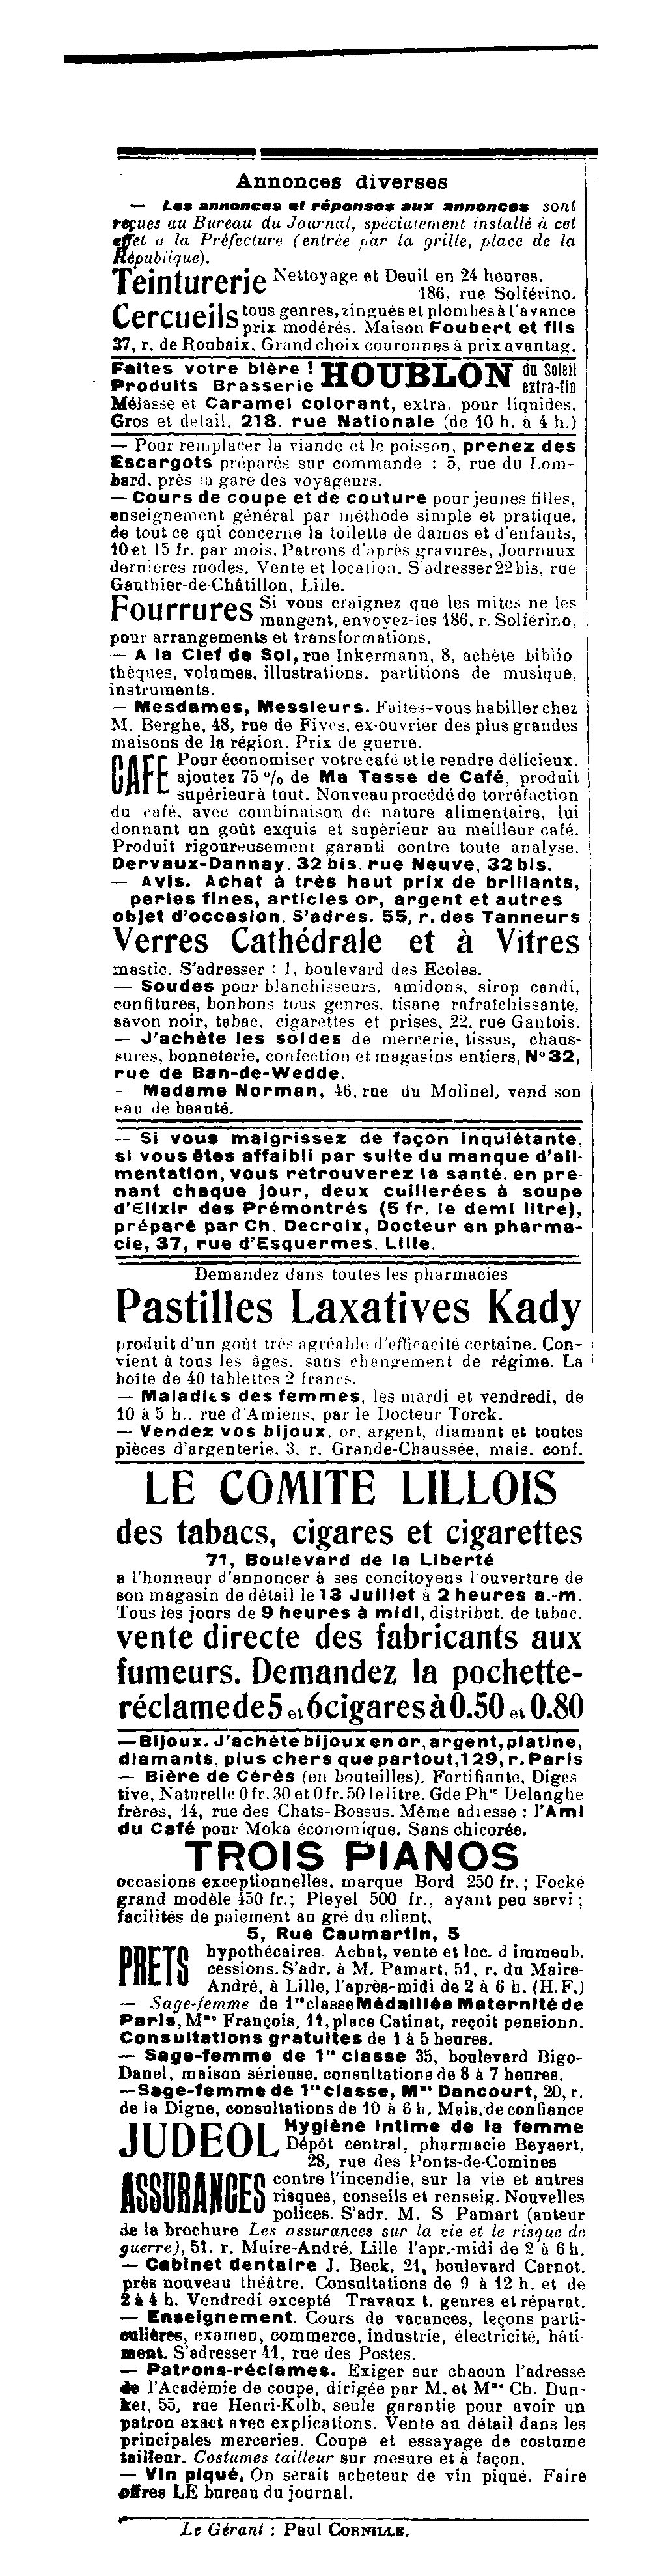 Annonces diverses
— Les annonces et réponses aux annonces sont
reçues au Bureau du Journal, spécialement installé à cet
effet à la Préfecture (entrée par la grille, place de la
République).
Teinturerie Nettoyage et Deuil en 24 heures.
186, rue Solférino.
Cercueils tous genres, zingués et plombes à l'avance
prix modérés. Maison Foubert et fils
37, r. de Roubaix. Grand choix couronnes à prix avantag.
Faites votre bière ! HOUBLON du Soleil
Produits Brasserie extra-fin
Mélasse et Caramel colorant, extra, pour liquides.
Gros et détail, 218, rue Nationale (de 10 h. à 4 h.)
— Pour remplacer la viande et le poisson, prenez des
Escargots préparés sur commande : 5, rue du Lom-
bard, près la gare des voyageurs.
— Cours de coupe et de couture pour jeunes filles,
enseignement général par méthode simple et pratique,
de tout ce qui concerne la toilette de dames et d'enfants,
10 et 15 fr. par mois. Patrons d'après gravures, Journaux
dernieres modes. Vente et location. S'adresser 22 bis, rue
Gauthier-de-Châtillon, Lille.
Fourrures Si vous craignez que les mites ne les
mangent, envoyez-les 186, r. Solférino,
pour arrangements et transformations.
— A la Clef de Sol, rue Inkermann, 8, achète biblio-
thèques, volumes, illustrations, partitions de musique,
instruments.
— Mesdames, Messieurs. Faites-vous habiller chez
M. Berghe, 48, rue de Fives, ex-ouvrier des plus grandes
maisons de la région. Prix de guerre.
CAFE Pour économiser votre café et le rendre délicieux,
ajoutez 75 % de Ma Tasse de Café, produit
supérieur à tout. Nouveau procédé de torréfaction
du café, avec combinaison de nature alimentaire, lui
donnant un goût exquis et supérieur au meilleur café.
Produit rigoureusement garanti contre toute analyse.
Dervaux-Dannay. 32 bis, rue Neuve, 32 bis.
— Avis. Achat à très haut prix de brillants,
perles fines, articles or, argent et autres
objet d'occasion. S'adres. 55, r. des Tanneurs
Verres Cathédrale et à Vitres
mastic. S'adresser : 1, boulevard des Ecoles.
— Soudes pour blanchisseurs, amidons, sirop candi,
confitures, bonbons tous genres, tisane rafraîchissante,
savon noir, tabac, cigarettes et prises, 22, rue Gantois.
— J'achète les soldes de mercerie, tissus, chaus-
sures, bonneterie, confection et magasins entiers, N° 32,
rue de Ban-de-Wedde.
— Madame Norman, 46, rue du Molinel, vend son
eau de beauté.
— Si vous maigrissez de façon inquiétante,
si vous êtes affaibli par suite du manque d'ali-
mentation, vous retrouverez la santé, en pre-
nant chaque jour, deux cuillerées à soupe
d'Elixir des Prémontrés (5 fr. le demi litre),
préparé par Ch. Decroix, Docteur en pharma-
cie, 37, rue d'Esquermes, Lille.
Demandez dans toutes les pharmacies
Pastilles Laxatives Kady
produit d'un goût très agréable d'efficacité certaine. Con-
vient à tous les âges, sans changement de régime. La
boîte de 40 tablettes 2 francs.
— Maladies des femmes, les mardi et vendredi, de
10 à 5 h., rue d'Amiens, par le Docteur Torck.
— Vendez vos bijoux, or, argent, diamant et toutes
pièces d'argenterie, 3, r. Grande-Chaussée, mais. conf.
LE COMITE LILLOIS
des tabacs, cigares et cigarettes
71, Boulevard de la Liberté
a l'honneur d'annoncer à ses concitoyens l'ouverture de
son magasin de détail le 13 Juillet à 2 heures a.-m.
Tous les jours de 9 heures à midi, distribut. de tabac,
vente directe des fabricants aux
fumeurs. Demandez la pochette-
réclame de 5 et 6 cigares à 0.50 et 0.80
— Bijoux. J'achète bijoux en or, argent, platine,
diamants, plus chers que partout, 129, r. Paris
— Bière de Cérès (en bouteilles). Fortifiante, Diges-
tive, Naturelle 0 fr. 30 et 0 fr. 50 le litre. Gde Phie Delanghe
frères, 14, rue des Chats-Bossus. Même adresse : l'Ami
du Café pour Moka économique. Sans chicorée.
TROIS PIANOS
occasions exceptionnelles, marque Bord 250 fr. ; Focké
grand modèle 450 fr.; Pleyel 500 fr., ayant peu servi ;
facilités de paiement au gré du client,
5, Rue Caumartin, 5
PRETS hypothécaires. Achat, vente et loc. d immeub.
cessions. S'adr. à M. Pamart, 51, r. du Maire-
André, à Lille, l'après-midi de 2 à 6 h. (H.F.)
— Sage-femme de 1re classe Médaillée Maternité de
Paris, Mme François, 11, place Catinat, reçoit pensionn.
Consultations gratuites de 1 à 5 heures.
— Sage-femme de 1re classe 35, boulevard Bigo-
Danel, maison sérieuse, consultations de 8 à 7 heures.
— Sage-femme de 1re classe, Mme Dancourt, 20, r.
de la Digue, consultations de 10 à 6 h. Mais. de confiance
JUDEOL Hygiène intime de la femme
Dépôt central, pharmacie Beyaert,
28, rue des Ponts-de-Comines
ASSURANCES contre l'incendie, sur la vie et autres
risques, conseils et renseig. Nouvelles
polices. S'adr. M. S Pamart (auteur
de la brochure Les assurances sur la vie et le risque de
guerre), 51, r. Maire-André, Lille l'apr.-midi de 2 à 6 h.
— Cabinet dentaire J. Beck, 21, boulevard Carnot,
près nouveau théâtre. Consultations de 9 à 12 h. et de
2 à 4 h. Vendredi excepté Travaux t. genres et réparat.
— Enseignement. Cours de vacances, leçons parti-
culières, examen, commerce, industrie, électricité, bâti-
ment. S'adresser 41, rue des Postes.
— Patrons-réclames. Exiger sur chacun l'adresse
de l'Académie de coupe, dirigée par M. et Mme Ch. Dun-
ker, 55, rue Henri-Kolb, seule garantie pour avoir un
patron exact avec explications. Vente au détail dans les
principales merceries. Coupe et essayage de costume
tailleur. Costumes tailleur sur mesure et à façon.
— Vin piqué. On serait acheteur de vin piqué. Faire
offres LE bureau du journal.
Le Gérant : Paul CORNILLE.